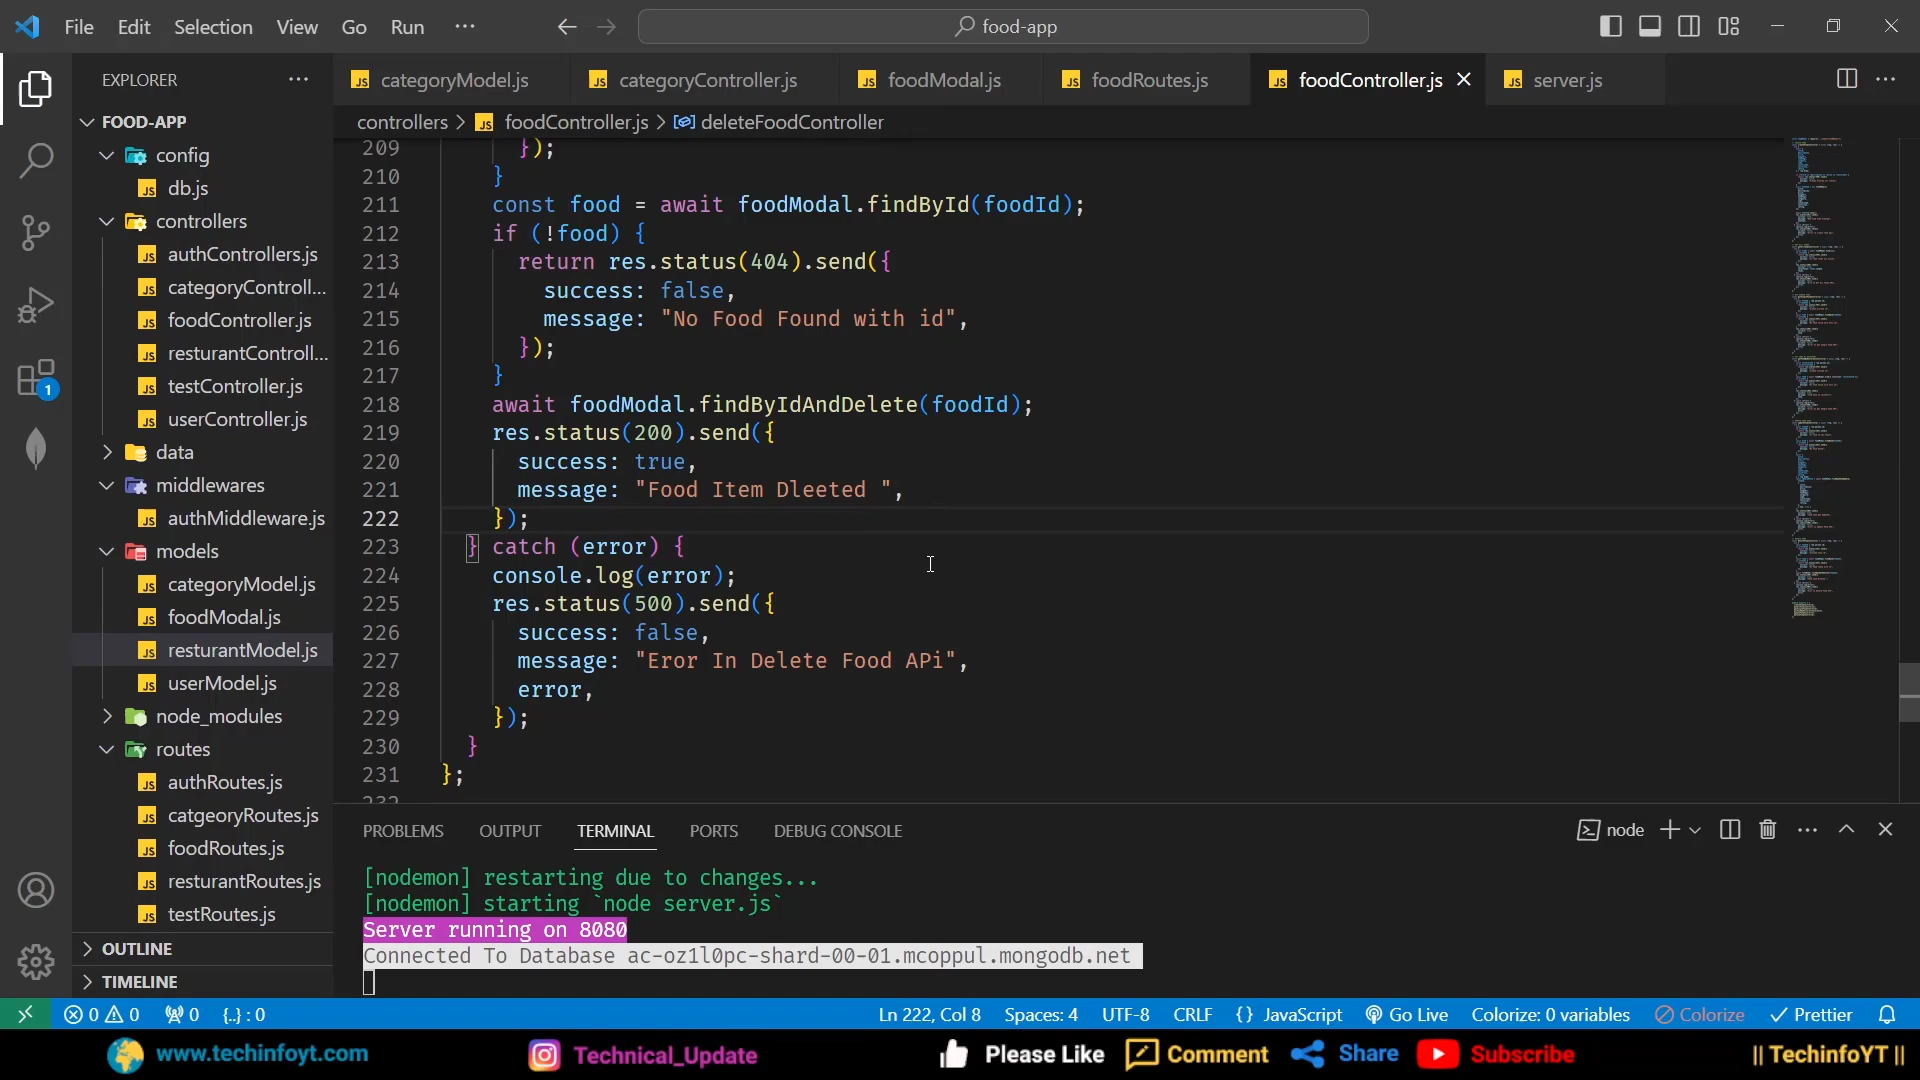 File Edit Selection View Go Run ··· food-app
EXPLORER ···
categoryModel.js categoryController.js foodModal.js foodRoutes.js foodController.js server.js ···
controllers > foodController.js > deleteFoodController
FOOD-APP
config
db.js
controllers
authControllers.js
categoryControll...
foodController.js
resturantControll...
testController.js
userController.js
data
middlewares
authMiddleware.js
models
categoryModel.js
foodModal.js
resturantModel.js
userModel.js
node_modules
routes
authRoutes.js
catgeoryRoutes.js
foodRoutes.js
resturantRoutes.js
testRoutes.js
OUTLINE
TIMELINE
209 });
210 }
211 const food = await foodModal.findById(foodId);
212 if (!food) {
213 return res.status(404).send({
214 success: false,
215 message: "No Food Found with id",
216 });
217 }
218 await foodModal.findByIdAndDelete(foodId);
219 res.status(200).send({
220 success: true,
221 message: "Food Item Dleeted ",
222 });
223 } catch (error) {
224 console.log(error);
225 res.status(500).send({
226 success: false,
227 message: "Eror In Delete Food APi",
228 error,
229 });
230 }
231 };
232
PROBLEMS OUTPUT TERMINAL PORTS DEBUG CONSOLE node ···
[nodemon] restarting due to changes...
[nodemon] starting `node server.js`
Server running on 8080
Connected To Database ac-oz1l0pc-shard-00-01.mcoppul.mongodb.net
1
0 0 0 {..} : 0 Ln 222, Col 8 Spaces: 4 UTF-8 CRLF {} JavaScript Go Live Colorize: 0 variables Colorize Prettier
www.techinfoyt.com Technical_Update Please Like Comment Share Subscribe || TechinfoYT ||